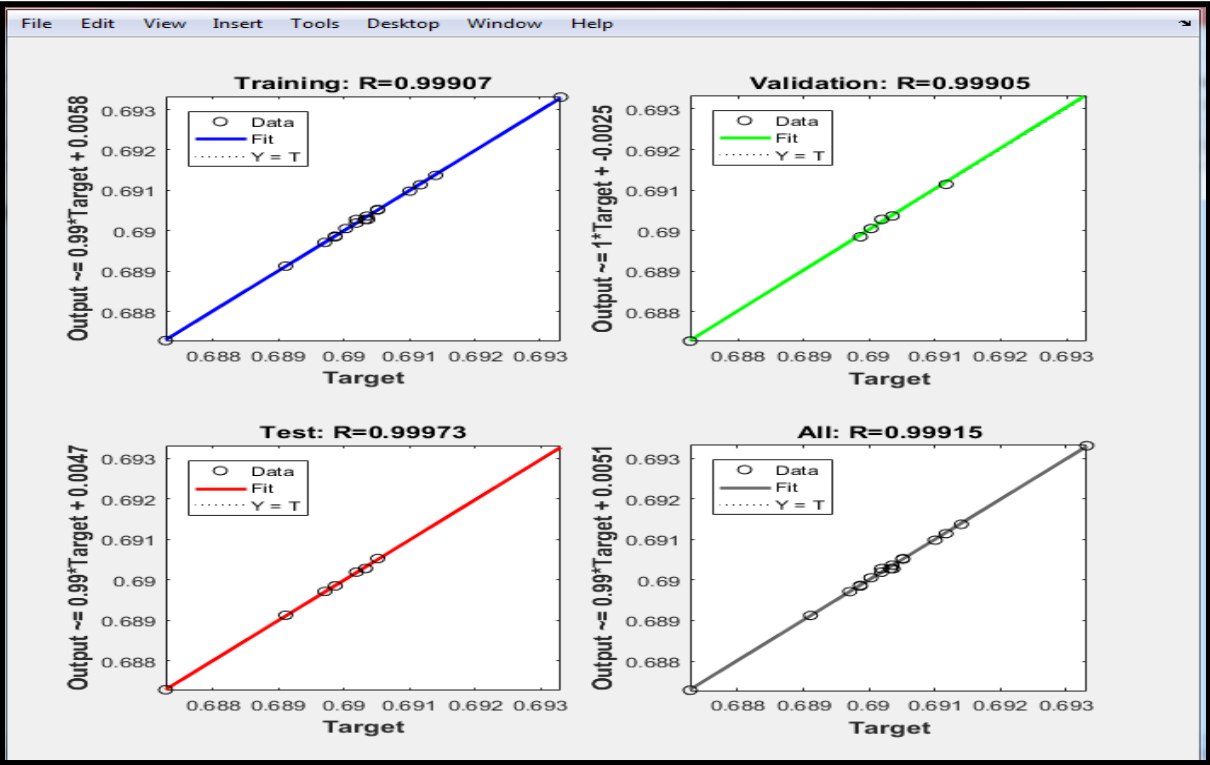 File Edit View Insert Tools Desktop Window Help
Training: R=0.99907
Output ~= 0.99*Target + 0.0058
0.693
0.692
0.691
0.69
0.689
0.688
Data
Fit
Y = T
0.688 0.689 0.69 0.691 0.692 0.693
Target
Validation: R=0.99905
Output ~= 1*Target + -0.0025
0.693
0.692
0.691
0.69
0.689
0.688
Data
Fit
Y = T
0.688 0.689 0.69 0.691 0.692 0.693
Target
Test: R=0.99973
Output ~= 0.99*Target + 0.0047
0.693
0.692
0.691
0.69
0.689
0.688
Data
Fit
Y = T
0.688 0.689 0.69 0.691 0.692 0.693
Target
All: R=0.99915
Output ~= 0.99*Target + 0.0051
0.693
0.692
0.691
0.69
0.689
0.688
Data
Fit
Y = T
0.688 0.689 0.69 0.691 0.692 0.693
Target